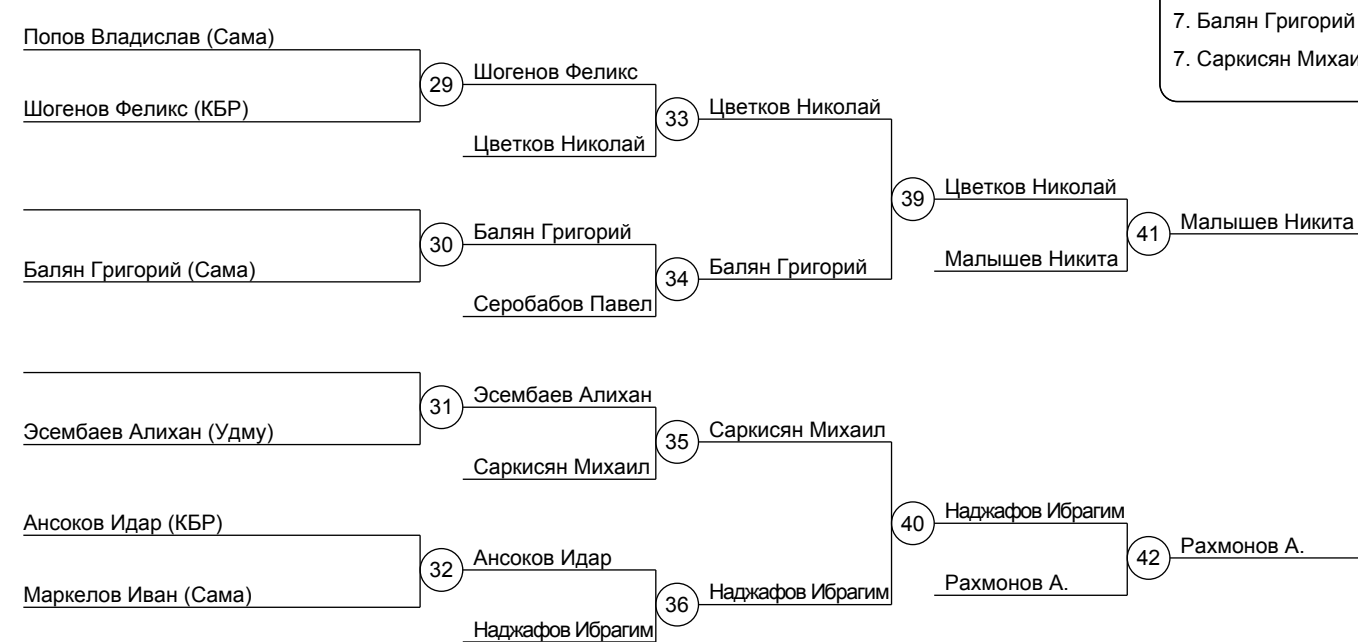 7. Балян Григорий
7. Саркисян Михаи
Попов Владислав (Сама)
29
Шогенов Феликс
Шогенов Феликс (КБР)
33
Цветков Николай
Цветков Николай
39
Цветков Николай
30
Балян Григорий
Балян Григорий (Сама)
34
Балян Григорий
Серобабов Павел
Малышев Никита
41
Малышев Никита
31
Эсембаев Алихан
Эсембаев Алихан (Удму)
35
Саркисян Михаил
Саркисян Михаил
Ансоков Идар (КБР)
40
Наджафов Ибрагим
32
Ансоков Идар
Маркелов Иван (Сама)
36
Наджафов Ибрагим
Наджафов Ибрагим
Рахмонов А.
42
Рахмонов А.